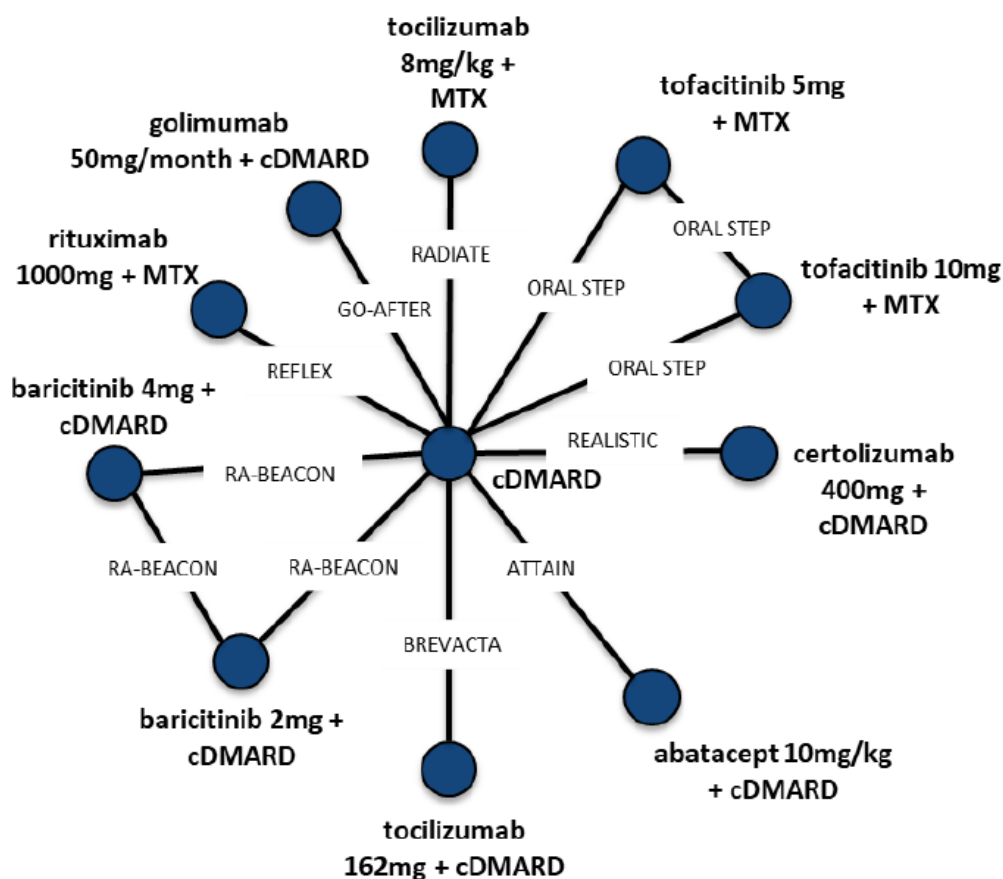 tocilizumab
8mg/kg +
MTX
golimumab
50mg/month + cDMARD
tofacitinib 5mg
+ MTX
rituximab
1000mg + MTX
RADIATE
ORAL STEP
ORAL STEP
tofacitinib 10mg
+ MTX
GO-AFTER
REFLEX
ORAL STEP
baricitinib 4mg +
cDMARD
RA-BEACON
cDMARD
REALISTIC
certolizumab
400mg +
cDMARD
RA-BEACON
RA-BEACON
ATTAIN
BREVACTA
baricitinib 2mg +
cDMARD
abatacept 10mg/kg
+ cDMARD
tocilizumab
162mg + cDMARD